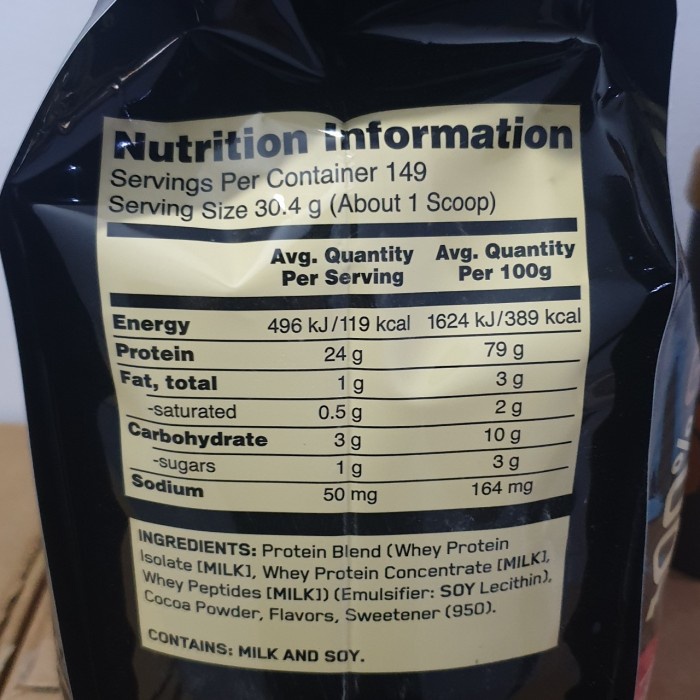 Nutrition Information
Servings Per Container 149
Serving Size 30.4 g (About 1 Scoop)
Avg. Quantity Per Serving Avg. Quantity Per 100g
Energy 496 kJ/119 kcal 1624 kJ/389 kcal
Protein 24 g 79 g
Fat, total 1 g 3 g
-saturated 0.5 g 2 g
Carbohydrate 3 g 10 g
-sugars 1 g 3 g
Sodium 50 mg 164 mg
INGREDIENTS: Protein Blend (Whey Protein
Isolate [MILK], Whey Protein Concentrate [MILK],
Whey Peptides [MILK]) (Emulsifier: SOY Lecithin),
Cocoa Powder, Flavors, Sweetener (950).
CONTAINS: MILK AND SOY.